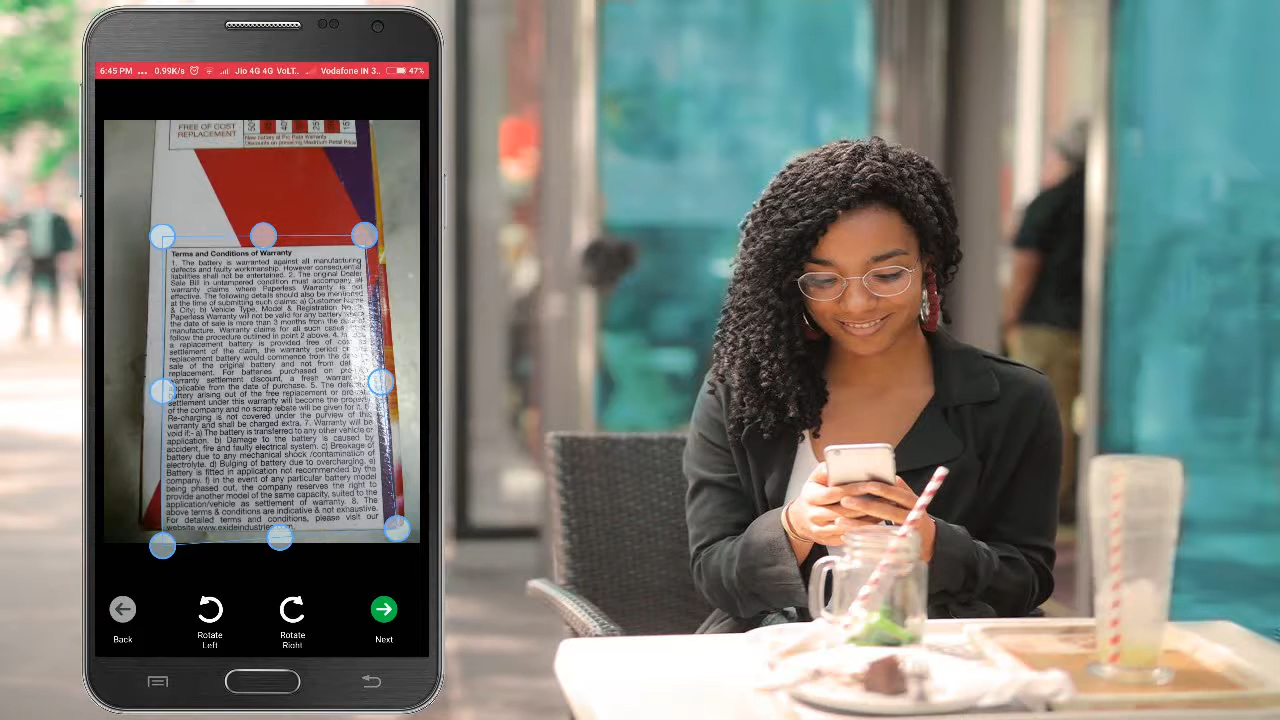 6:45 PM ... 0.99K/s Jio 4G 4G VoLT.. Vodafone IN 3.. 47%
FREE OF COST
REPLACEMENT
New battery at Pro Rata Warranty
Discounts on prevailing Maximum Retail Price
Terms and Conditions of Warranty
1. The battery is warranted against all manufacturing
defects and faulty workmanship. However consequential
liabilities shall not be entertained. 2. The original Dealer
Sale Bill in untampered condition must accompany all
warranty claims where Paperless Warranty is not
effective. The following details should also be mentioned
at the time of submitting such claims: a) Customer Name
& City; b) Vehicle Type, Model & Registration No.
Paperless Warranty will not be valid for any battery
the date of sale is more than 3 months from the date of
manufacture. Warranty claims for all such cases
follow the procedure outlined in point 2 above. 4. In
a replacement battery is provided free of cost
settlement of the claim, the warranty period
replacement battery would commence from the date
sale of the original battery and not from
replacement. For batteries purchased on
warranty settlement discount, a fresh warranty
applicable from the date of purchase. 5. The defective
battery arising out of the free replacement or
settlement under this warranty will become the property
of the company and no scrap rebate will be given for it.
Re-charging is not covered under the purview of
warranty and shall be charged extra. 7. Warranty will be
void if:- a) The battery is transferred to any other vehicle or
application. b) Damage to the battery is caused by
accident, fire and faulty electrical system. c) Breakage of
battery due to any mechanical shock /contamination of
electrolyte. d) Bulging of battery due to overcharging. e)
Battery is fitted in application not recommended by the
company. f) In the event of any particular battery model
being phased out, the company reserves the right to
provide another model of the same capacity, suited to the
application/vehicle as settlement of warranty. 8. The
above terms & conditions are indicative & not exhaustive.
For detailed terms and conditions, please visit our
website www.exideindustries
Back
Rotate
Left
Rotate
Right
Next